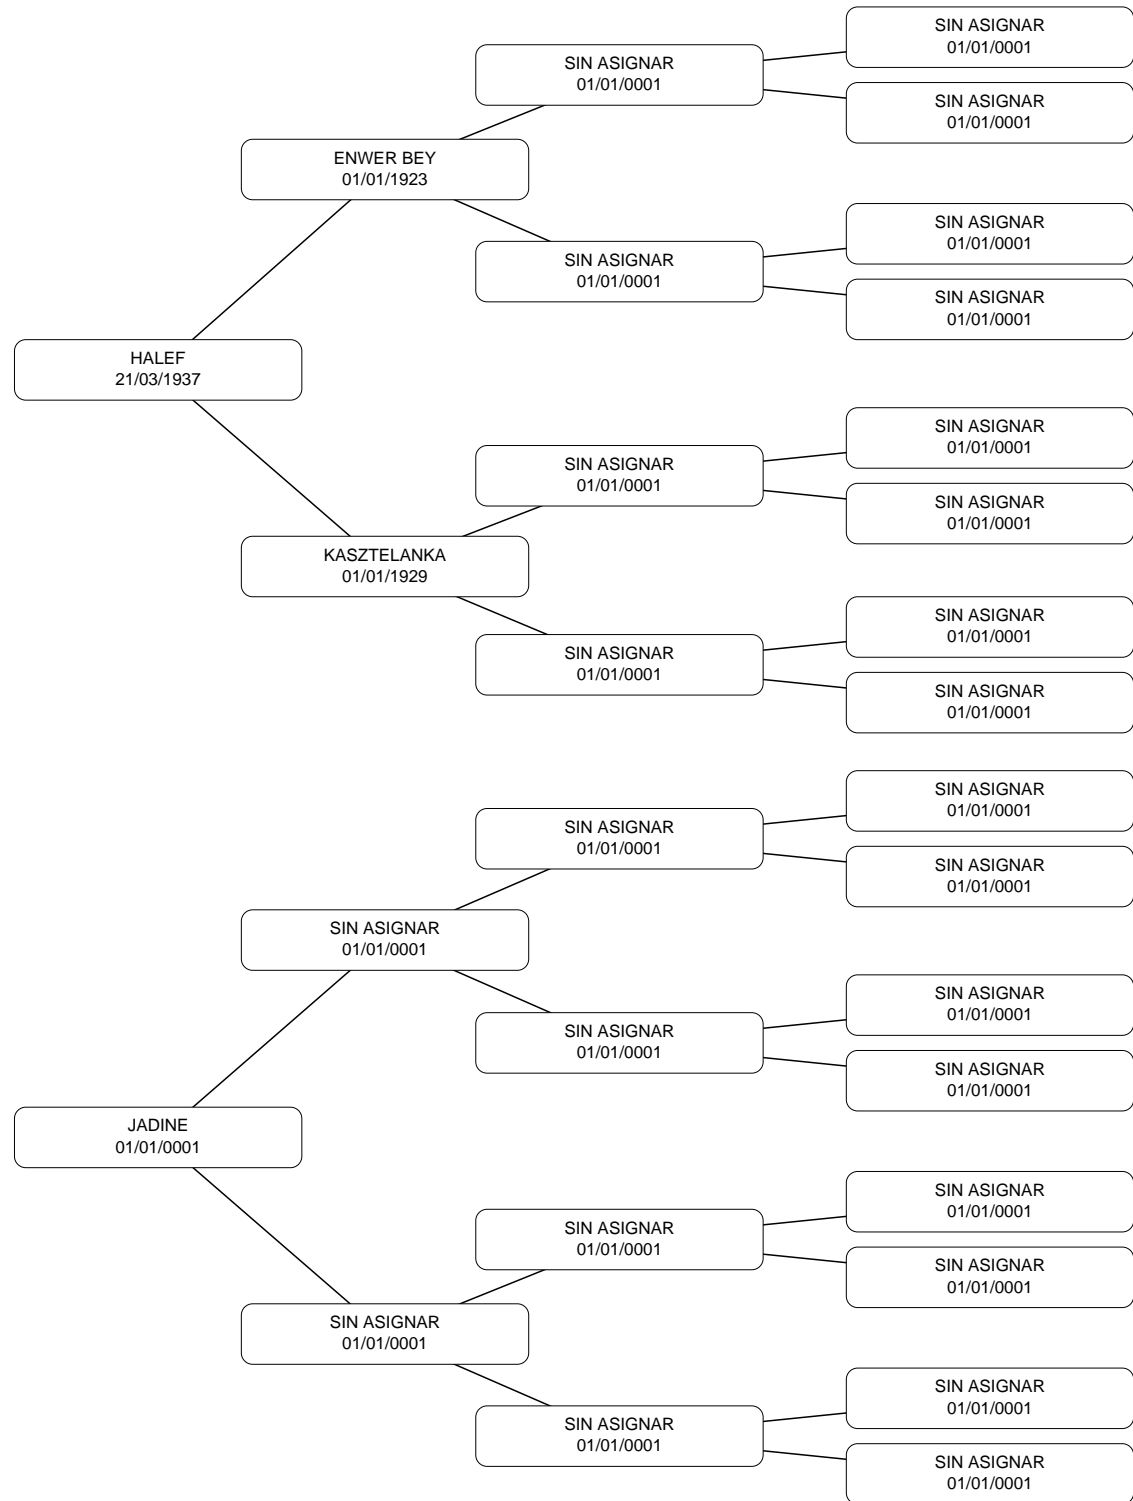 SIN ASIGNAR
01/01/0001
SIN ASIGNAR
01/01/0001
SIN ASIGNAR
01/01/0001
ENWER BEY
01/01/1923
SIN ASIGNAR
01/01/0001
SIN ASIGNAR
01/01/0001
SIN ASIGNAR
01/01/0001
HALEF
21/03/1937
SIN ASIGNAR
01/01/0001
SIN ASIGNAR
01/01/0001
SIN ASIGNAR
01/01/0001
KASZTELANKA
01/01/1929
SIN ASIGNAR
01/01/0001
SIN ASIGNAR
01/01/0001
SIN ASIGNAR
01/01/0001
SIN ASIGNAR
01/01/0001
SIN ASIGNAR
01/01/0001
SIN ASIGNAR
01/01/0001
SIN ASIGNAR
01/01/0001
SIN ASIGNAR
01/01/0001
SIN ASIGNAR
01/01/0001
SIN ASIGNAR
01/01/0001
JADINE
01/01/0001
SIN ASIGNAR
01/01/0001
SIN ASIGNAR
01/01/0001
SIN ASIGNAR
01/01/0001
SIN ASIGNAR
01/01/0001
SIN ASIGNAR
01/01/0001
SIN ASIGNAR
01/01/0001
SIN ASIGNAR
01/01/0001